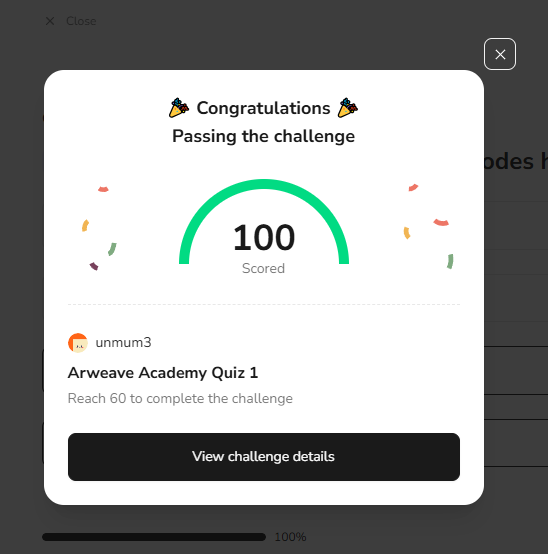 Close
Congratulations
Passing the challenge
odes h
100
Scored
unmum3
Arweave Academy Quiz 1
Reach 60 to complete the challenge
View challenge details
100%